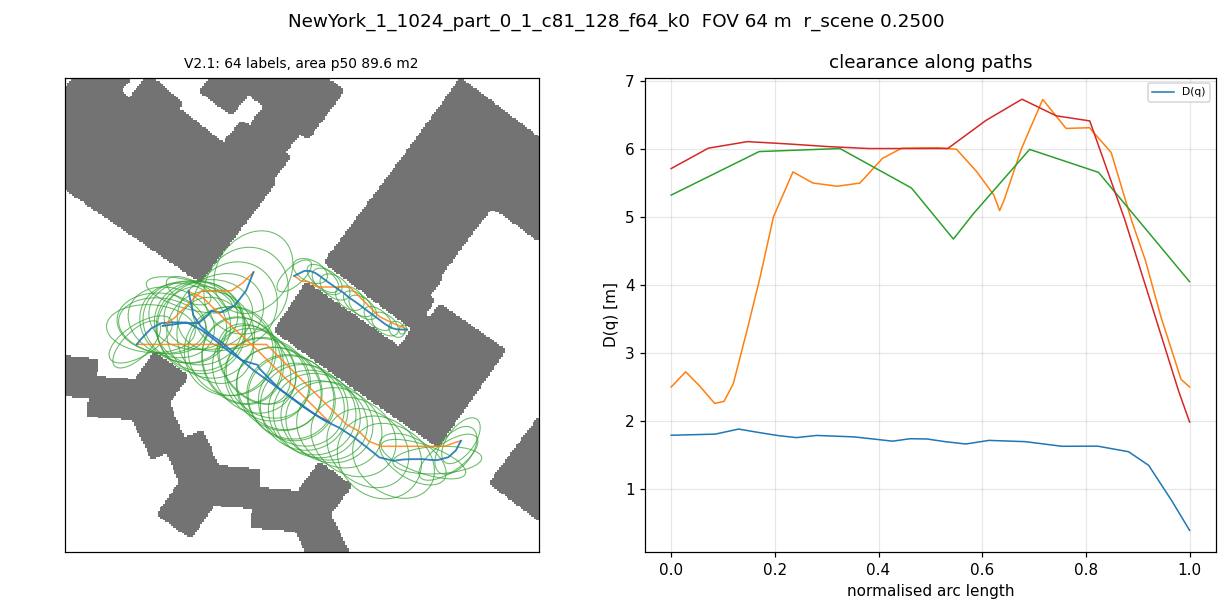 NewYork_1_1024_part_0_1_c81_128_f64_k0 FOV 64 m r_scene 0.2500
V2.1: 64 labels, area p50 89.6 m2
clearance along paths
D(q)
D(q) [m]
7
6
5
4
3
2
1
0.0 0.2 0.4 0.6 0.8 1.0
normalised arc length